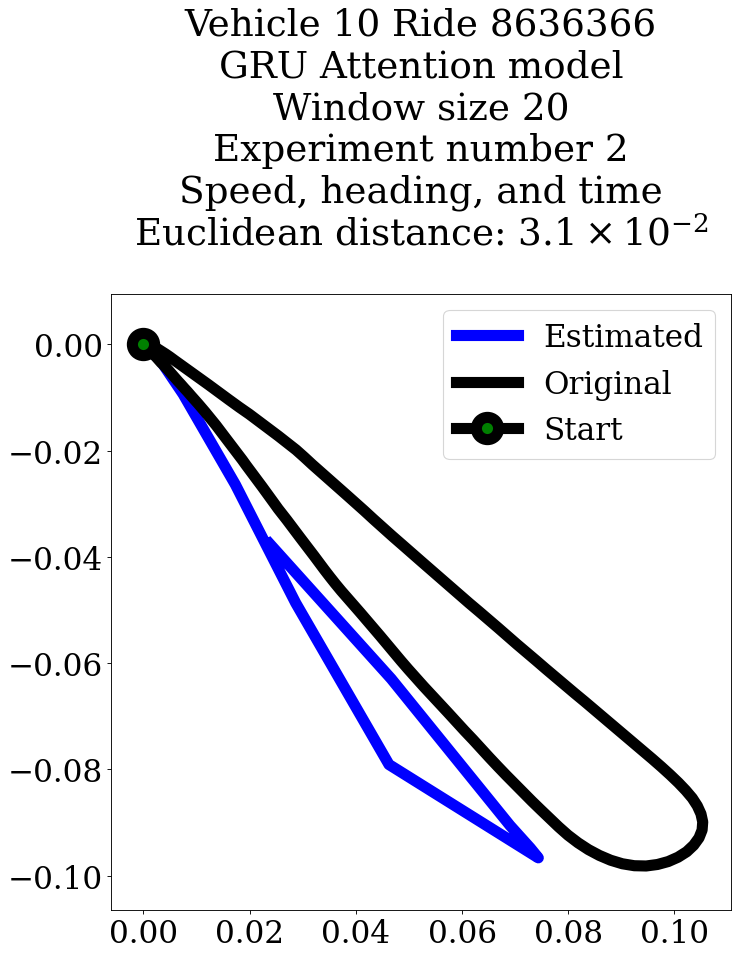 Vehicle 10 Ride 8636366
GRU Attention model
Window size 20
Experiment number 2
Speed, heading, and time
Euclidean distance: 3.1 × 10⁻²
Estimated
Original
Start
0.00
−0.02
−0.04
−0.06
−0.08
−0.10
0.00 0.02 0.04 0.06 0.08 0.10